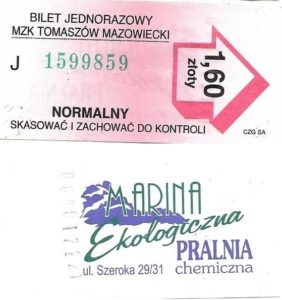 BILET JEDNORAZOWY
MZK TOMASZÓW MAZOWIECKI
J 1599859
1,60
złoty
NORMALNY
SKASOWAĆ I ZACHOWAĆ DO KONTROLI
CZG SA
MARINA
Ekologiczna
PRALNIA
ul. Szeroka 29/31 chemiczna